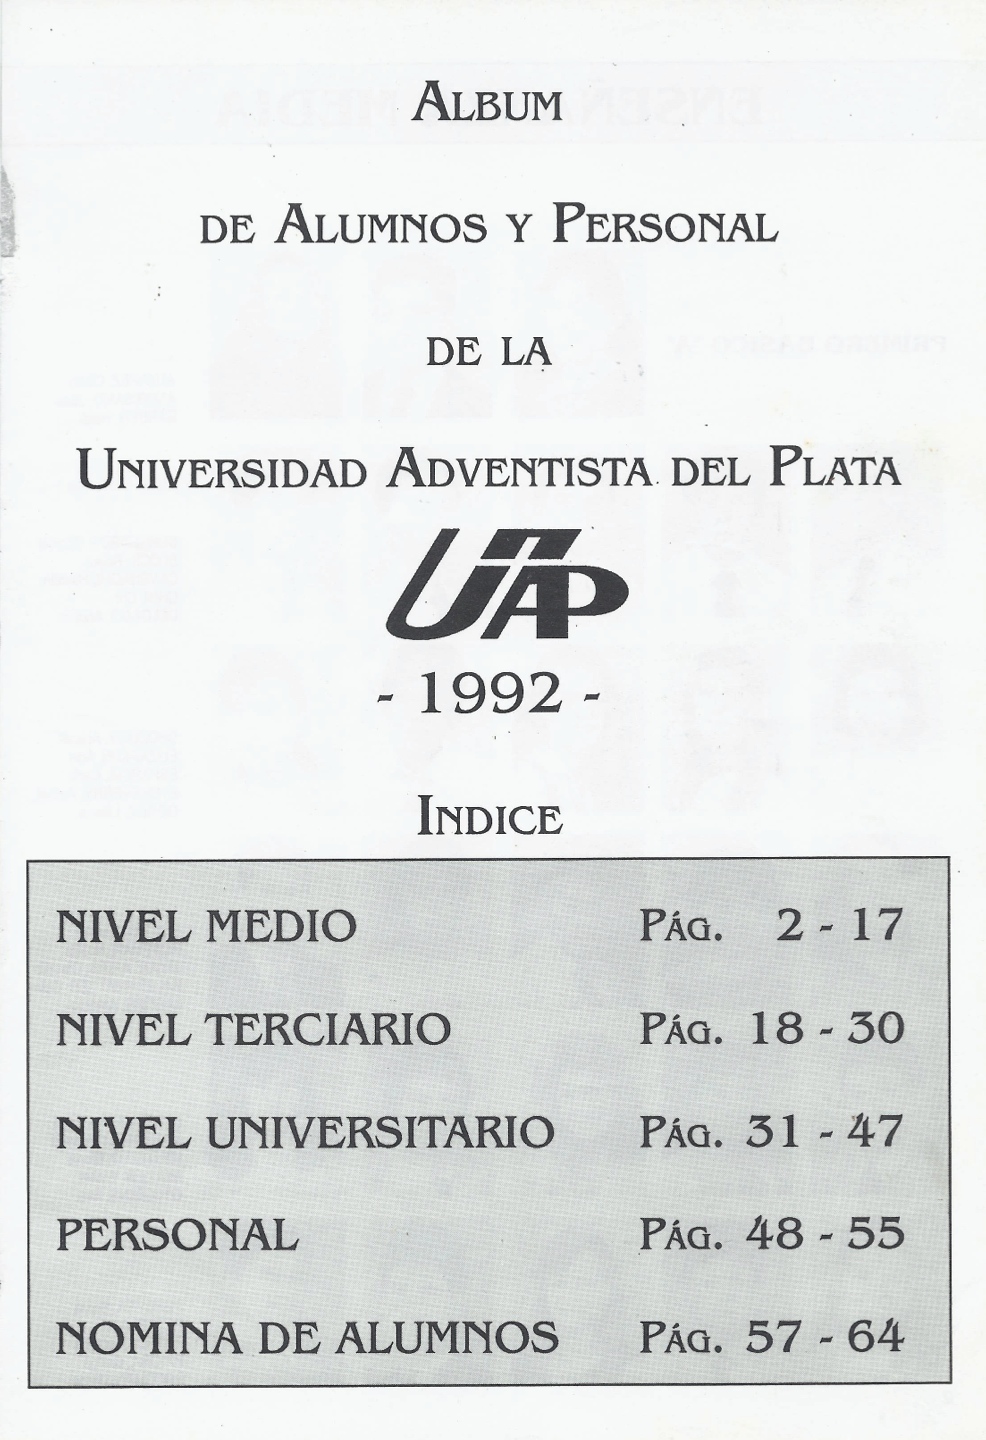 ALBUM
DE ALUMNOS Y PERSONAL
DE LA
UNIVERSIDAD ADVENTISTA DEL PLATA
UAP
- 1992 -
INDICE
NIVEL MEDIO PÁG. 2 - 17
NIVEL TERCIARIO PÁG. 18 - 30
NIVEL UNIVERSITARIO PÁG. 31 - 47
PERSONAL PÁG. 48 - 55
NOMINA DE ALUMNOS PÁG. 57 - 64